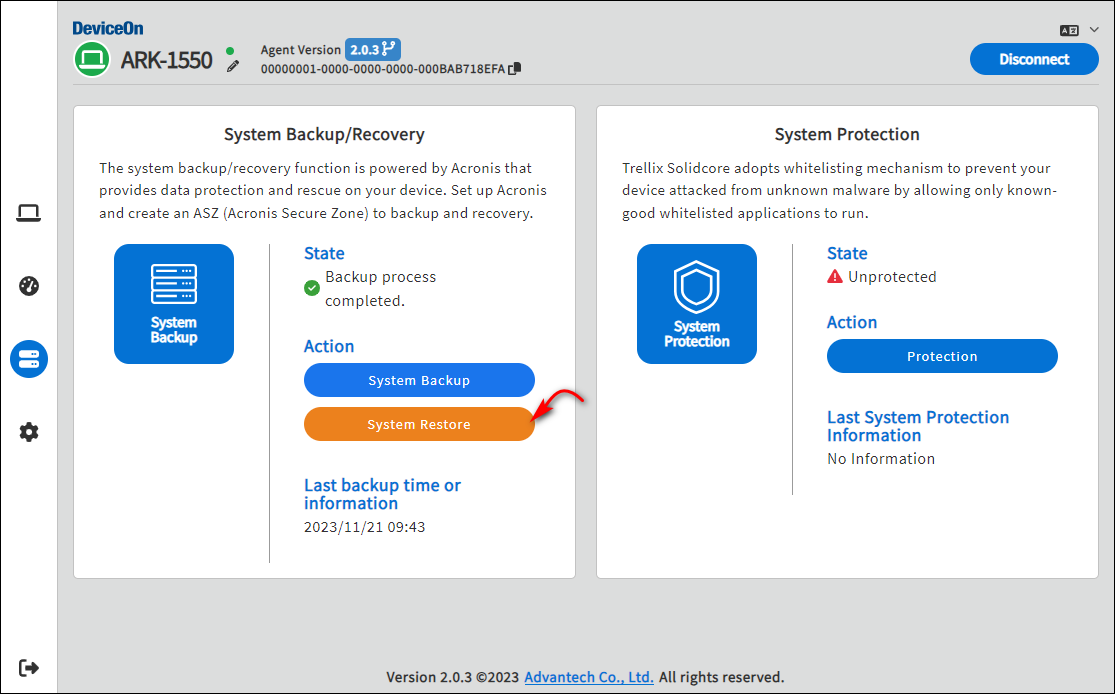 DeviceOn
ARK-1550
Agent Version 2.0.3
00000001-0000-0000-0000-000BAB718EFA
Disconnect
System Backup/Recovery
The system backup/recovery function is powered by Acronis that
provides data protection and rescue on your device. Set up Acronis
and create an ASZ (Acronis Secure Zone) to backup and recovery.
System
Backup
State
Backup process
completed.
Action
System Backup
System Restore
Last backup time or
information
2023/11/21 09:43
System Protection
Trellix Solidcore adopts whitelisting mechanism to prevent your
device attacked from unknown malware by allowing only known-
good whitelisted applications to run.
System
Protection
State
Unprotected
Action
Protection
Last System Protection
Information
No Information
Version 2.0.3 ©2023 Advantech Co., Ltd. All rights reserved.